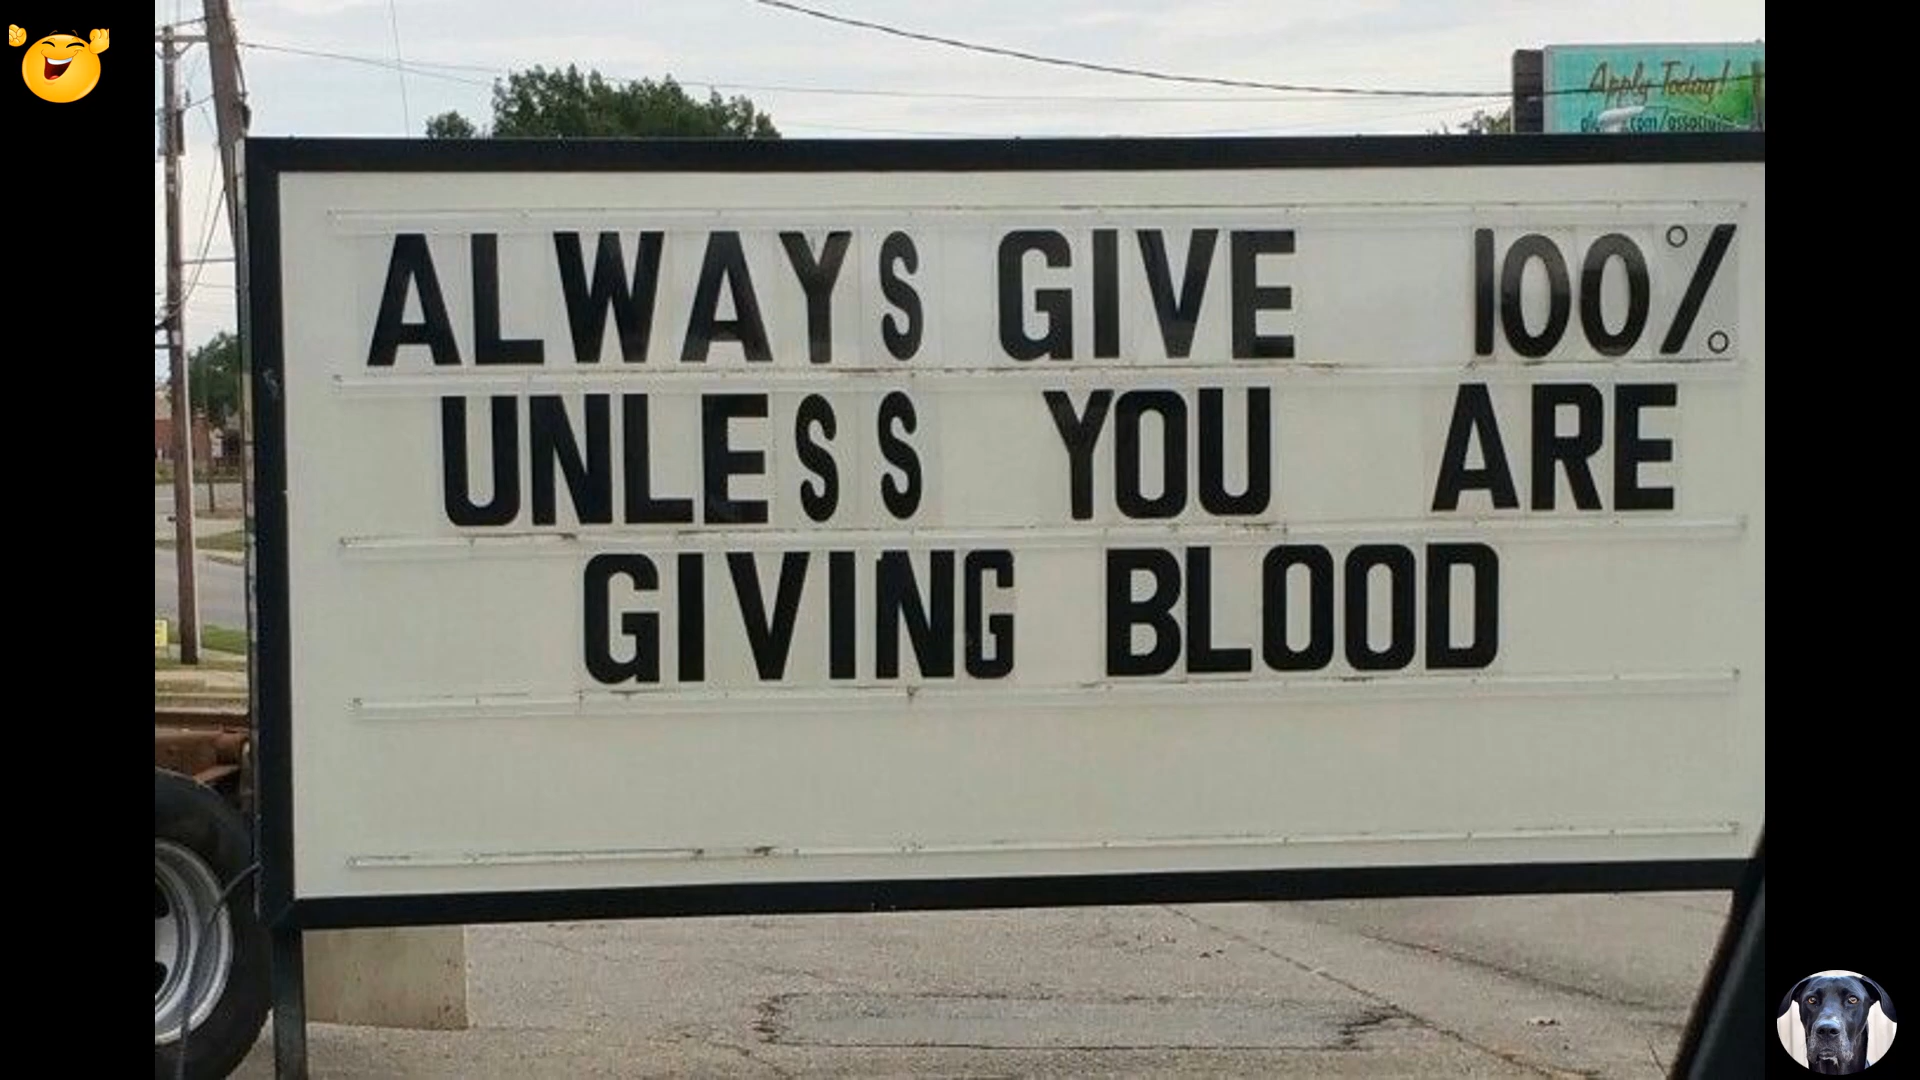 Apply Today!
ALWAYS GIVE 100%
UNLESS YOU ARE
GIVING BLOOD